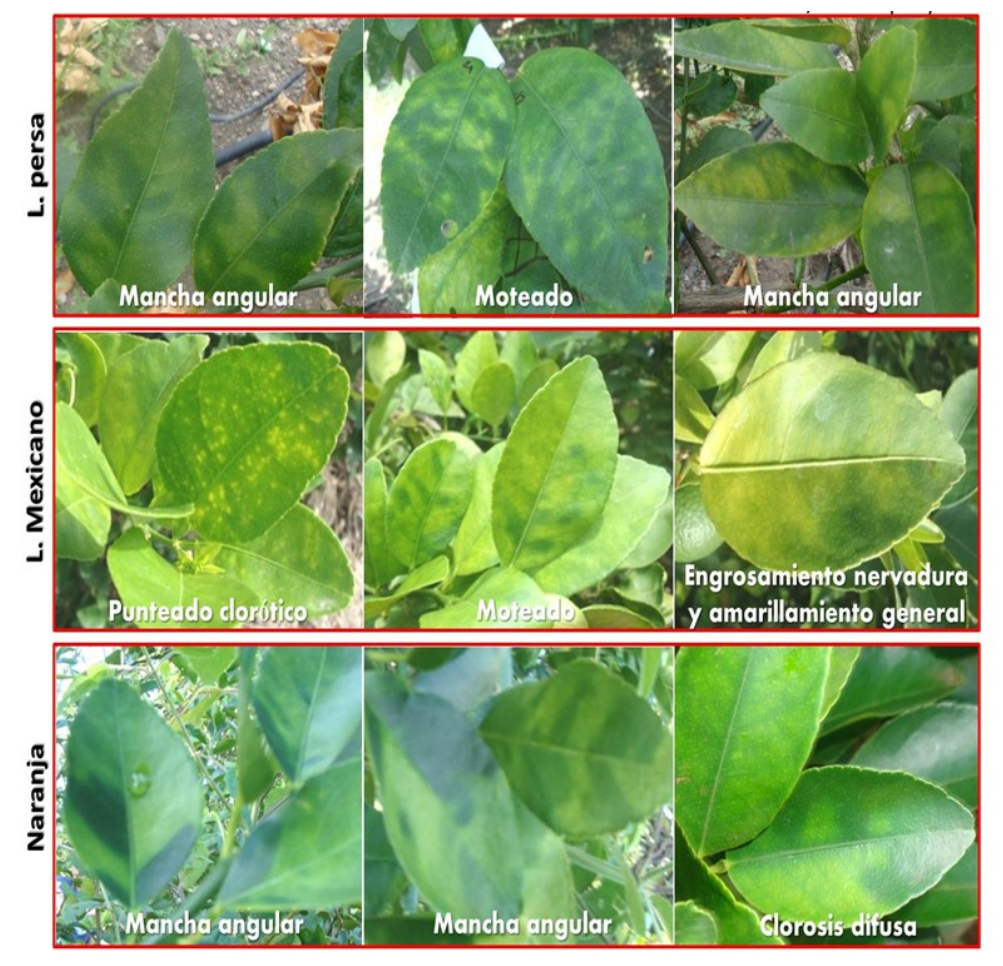 L. persa
Mancha angular
Moteado
Mancha angular
L. Mexicano
Punteado clorótico
Moteado
Engrosamiento nervadura
y amarillamiento general
Naranja
Mancha angular
Mancha angular
Clorosis difusa